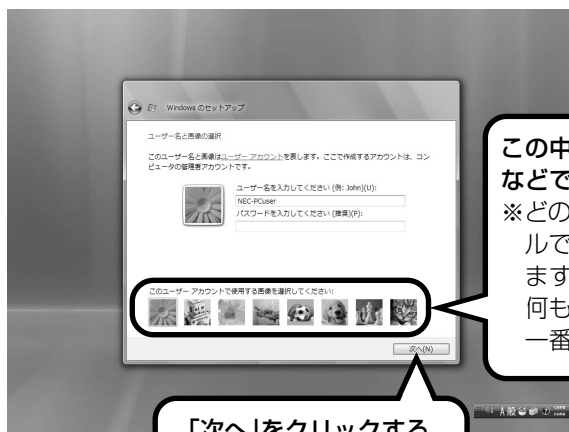 Windows のセットアップ
ユーザー名と画像の選択
このユーザー名と画像はユーザー アカウントを表します。ここで作成するアカウントは、コン
ピュータの管理者アカウントです。
ユーザー名を入力してください (例: John)(U):
NEC-PCuser
パスワードを入力してください (推奨)(P):
このユーザー アカウントで使用する画像を選択してください:
次へ(N)
この中
などで
※どの
ルで
ます
何も
一番
「次へ」をクリックする
A 般
CAPS
KANA